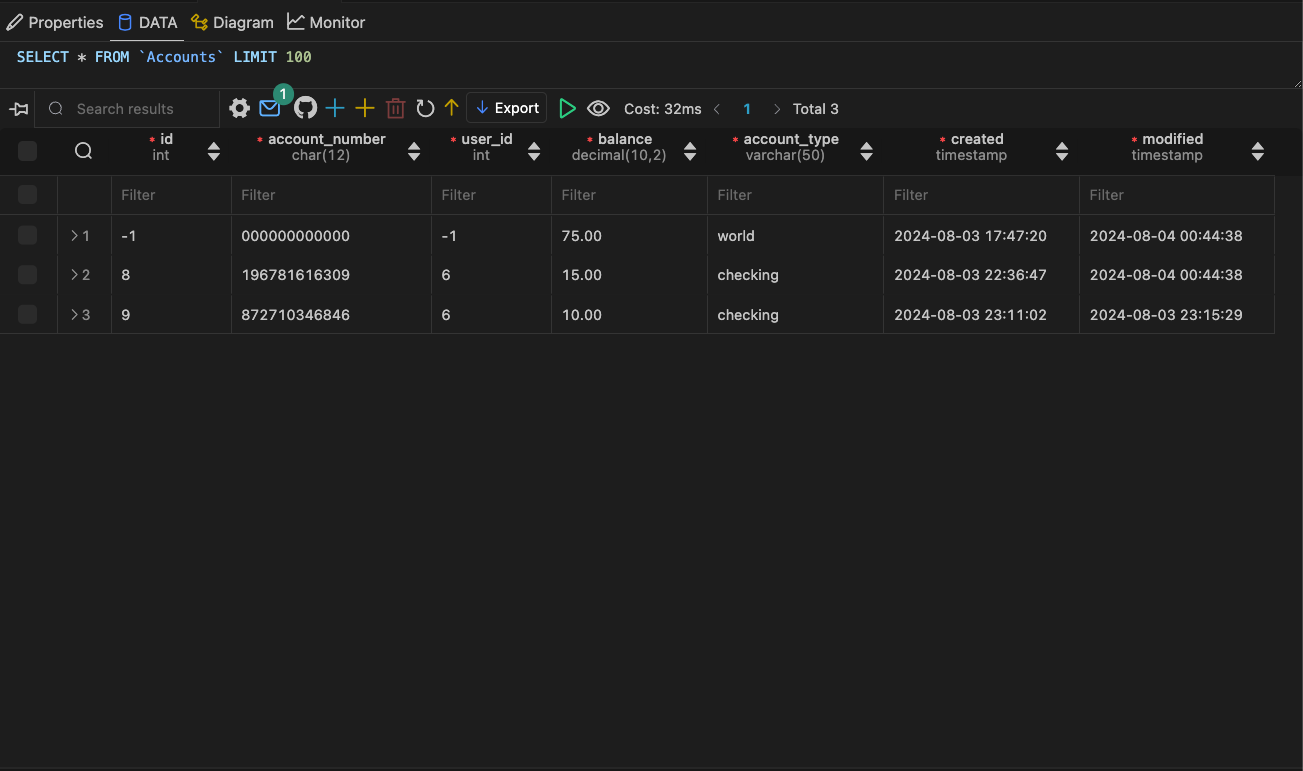 Properties DATA Diagram Monitor
SELECT * FROM `Accounts` LIMIT 100
Search results 1 Export Cost: 32ms 1 Total 3
* id * account_number * user_id * balance * account_type * created * modified
int char(12) int decimal(10,2) varchar(50) timestamp timestamp
Filter Filter Filter Filter Filter Filter Filter
1 -1 000000000000 -1 75.00 world 2024-08-03 17:47:20 2024-08-04 00:44:38
2 8 196781616309 6 15.00 checking 2024-08-03 22:36:47 2024-08-04 00:44:38
3 9 872710346846 6 10.00 checking 2024-08-03 23:11:02 2024-08-03 23:15:29